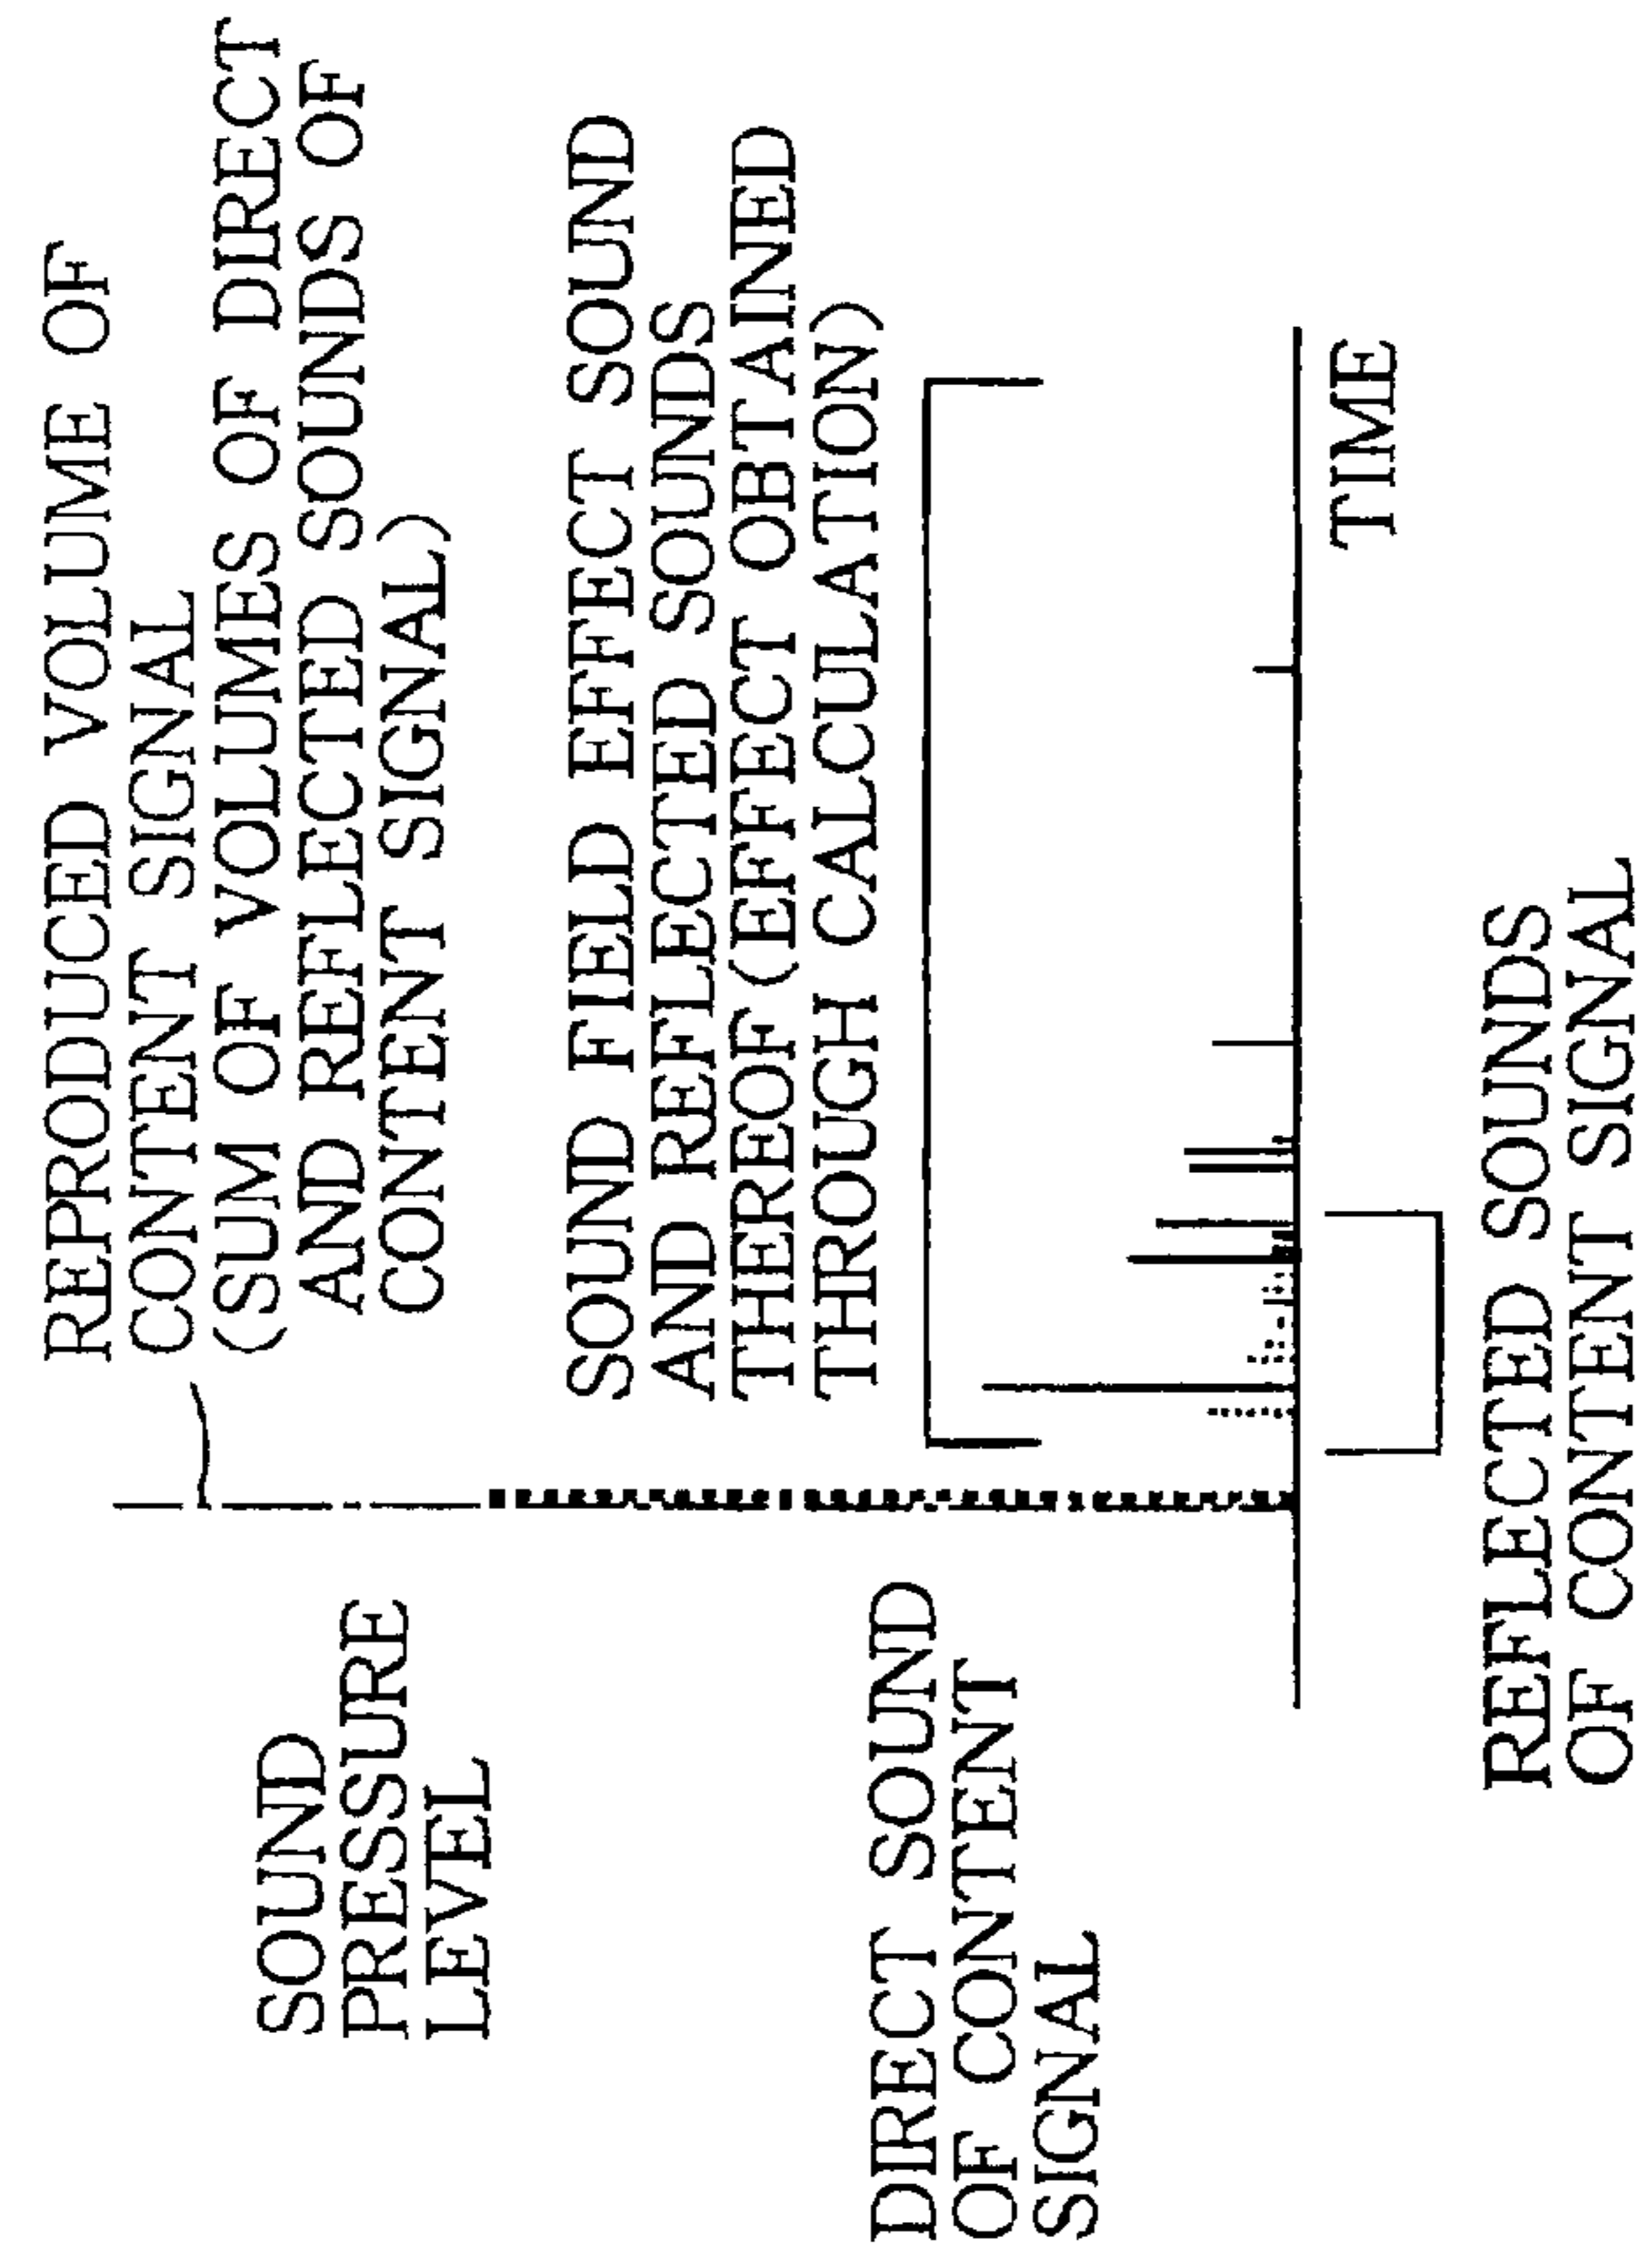 REPRODUCED VOLUME OF
CONTENT SIGNAL
(SUM OF VOLUMES OF DIRECT
AND REFLECTED SOUNDS OF
CONTENT SIGNAL)
SOUND
PRESSURE
LEVEL
SOUND FIELD EFFECT SOUND
AND REFLECTED SOUNDS
THEREOF (EFFECT OBTAINED
THROUGH CALCULATION)
DIRECT SOUND
OF CONTENT
SIGNAL
TIME
REFLECTED SOUNDS
OF CONTENT SIGNAL